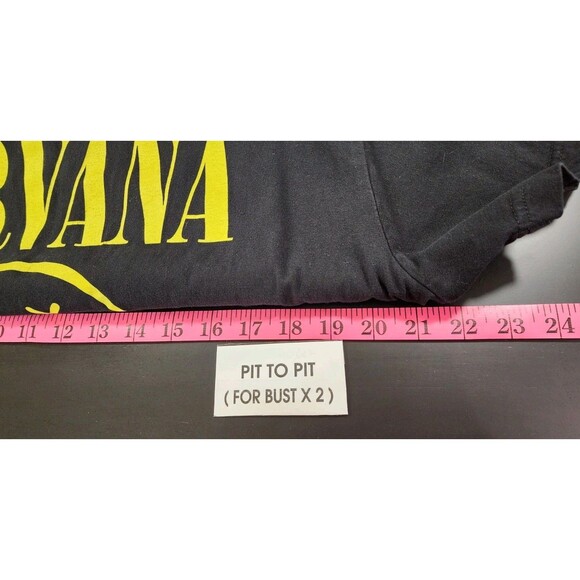 RVANA
0 11 12 13 14 15 16 17 18 19 20 21 22 23 24
PIT TO PIT
( FOR BUST X 2 )